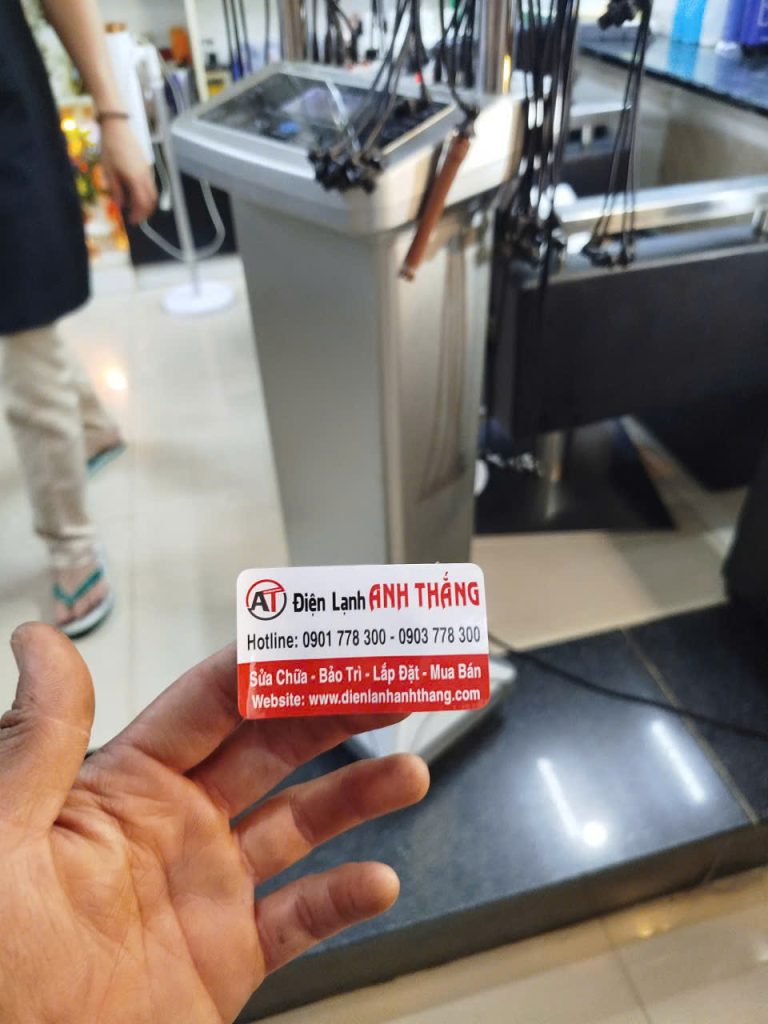 AT Điện Lạnh ANH THẮNG
Hotline: 0901 778 300 - 0903 778 300
Sửa Chữa - Bảo Trì - Lắp Đặt - Mua Bán
Website: www.dienlanhanhthang.com